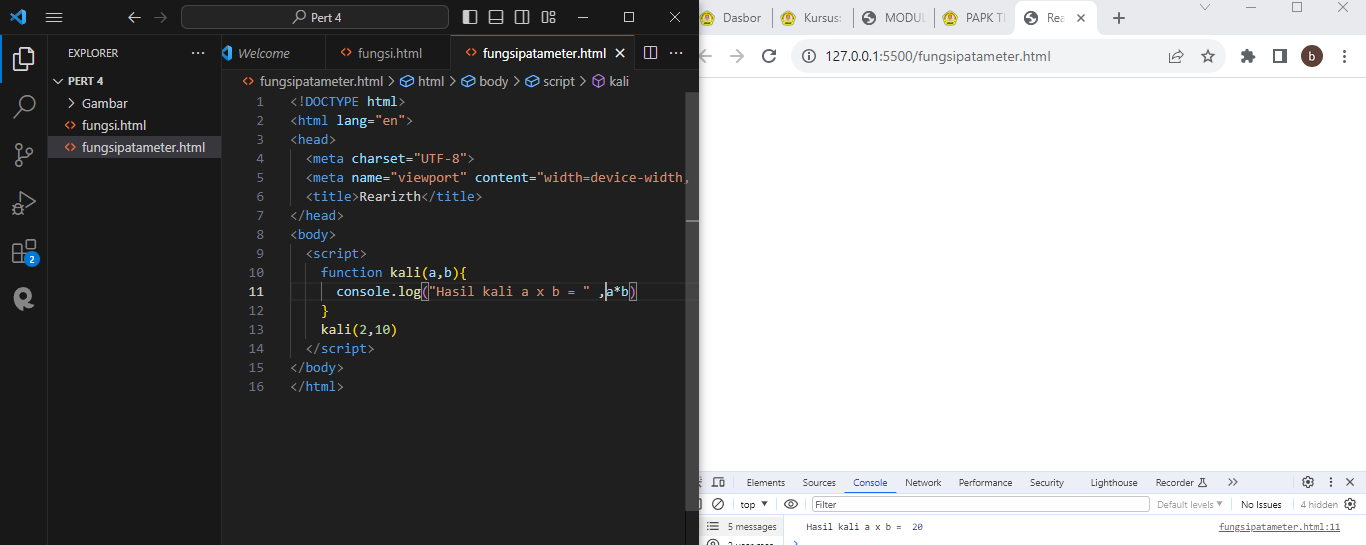 Pert 4
EXPLORER
PERT 4
Gambar
fungsi.html
fungsipatameter.html
2
Welcome
fungsi.html
fungsipatameter.html
fungsipatameter.html > html > body > script > kali
1 <!DOCTYPE html>
2 <html lang="en">
3 <head>
4 <meta charset="UTF-8">
5 <meta name="viewport" content="width=device-width,
6 <title>Rearizth</title>
7 </head>
8 <body>
9 <script>
10 function kali(a,b){
11 console.log("Hasil kali a x b = " ,a*b)
12 }
13 kali(2,10)
14 </script>
15 </body>
16 </html>
Dasbor
Kursus:
MODUL
PAPK T
Rea
127.0.0.1:5500/fungsipatameter.html
b
Elements Sources Console Network Performance Security Lighthouse Recorder
top Filter Default levels No Issues 4 hidden
5 messages
Hasil kali a x b = 20 fungsipatameter.html:11